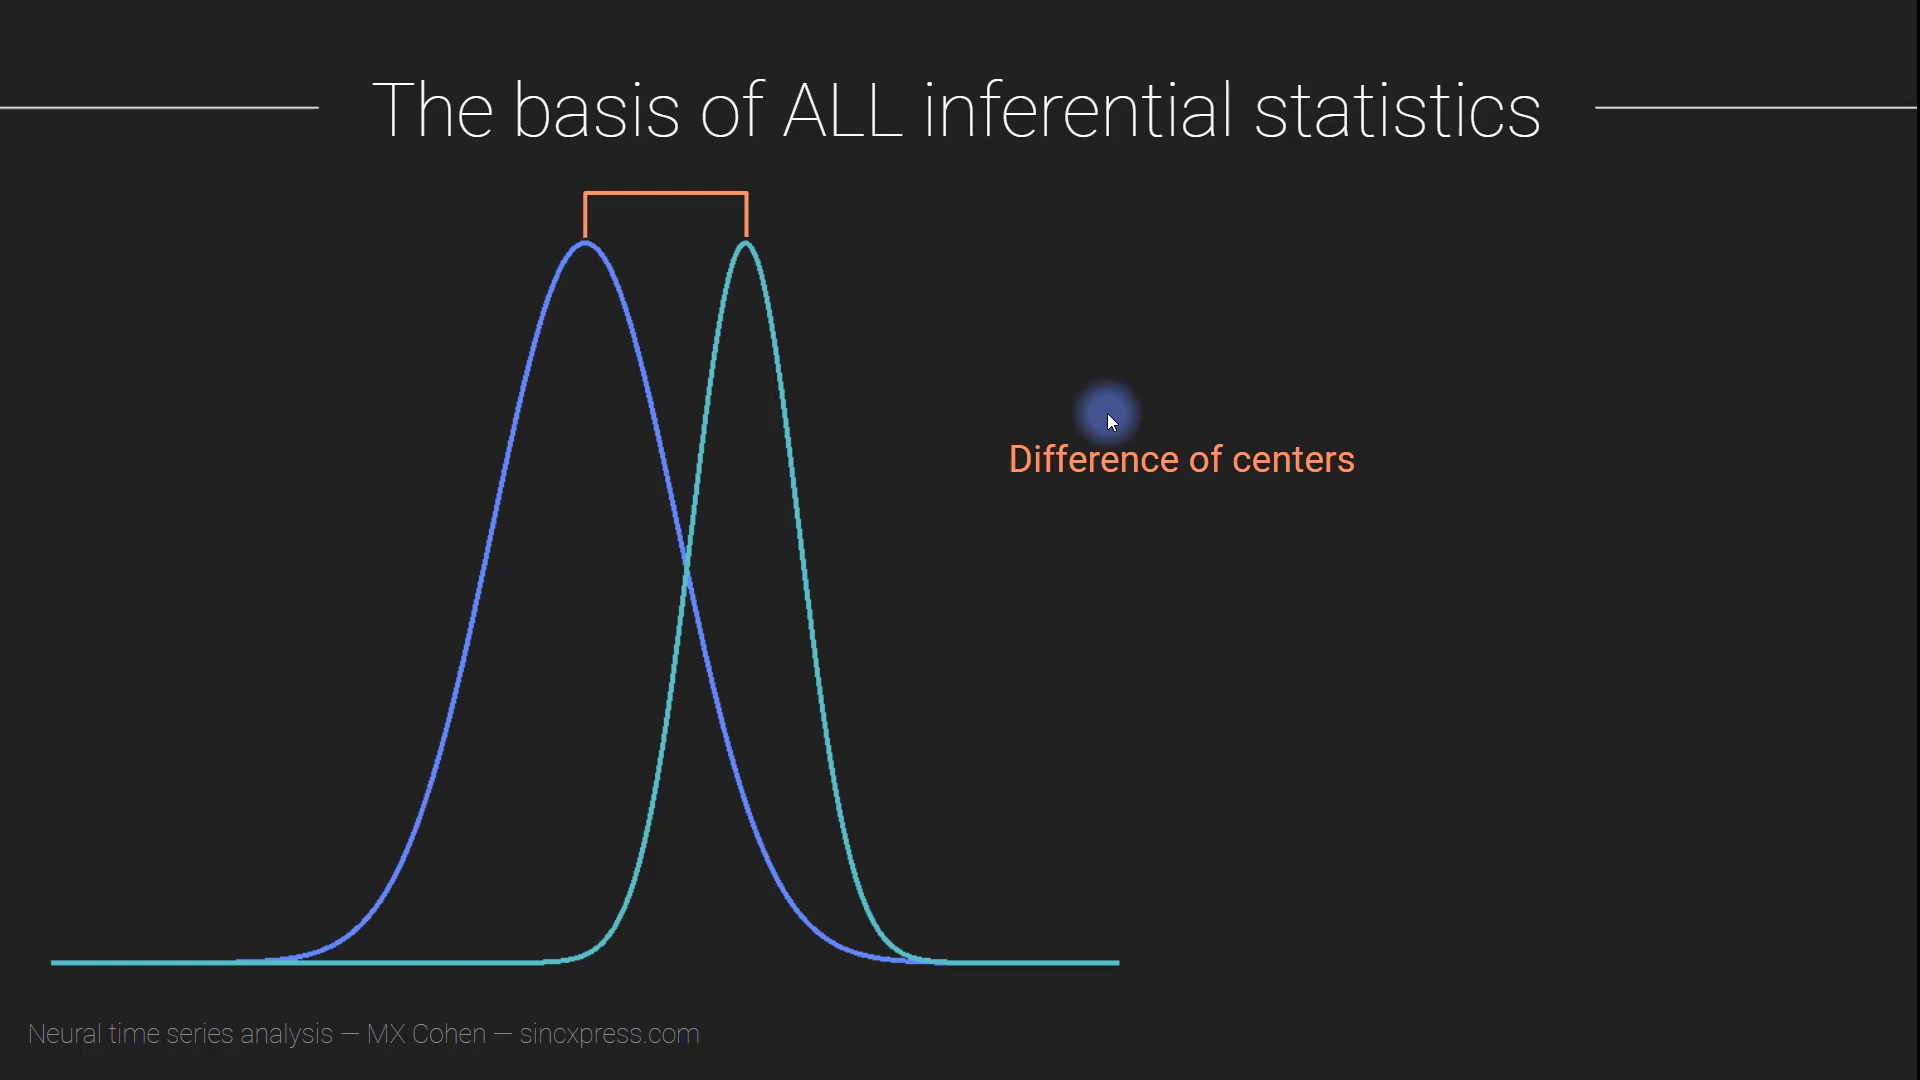 The basis of ALL inferential statistics
Difference of centers
Neural time series analysis — MX Cohen — sincxpress.com